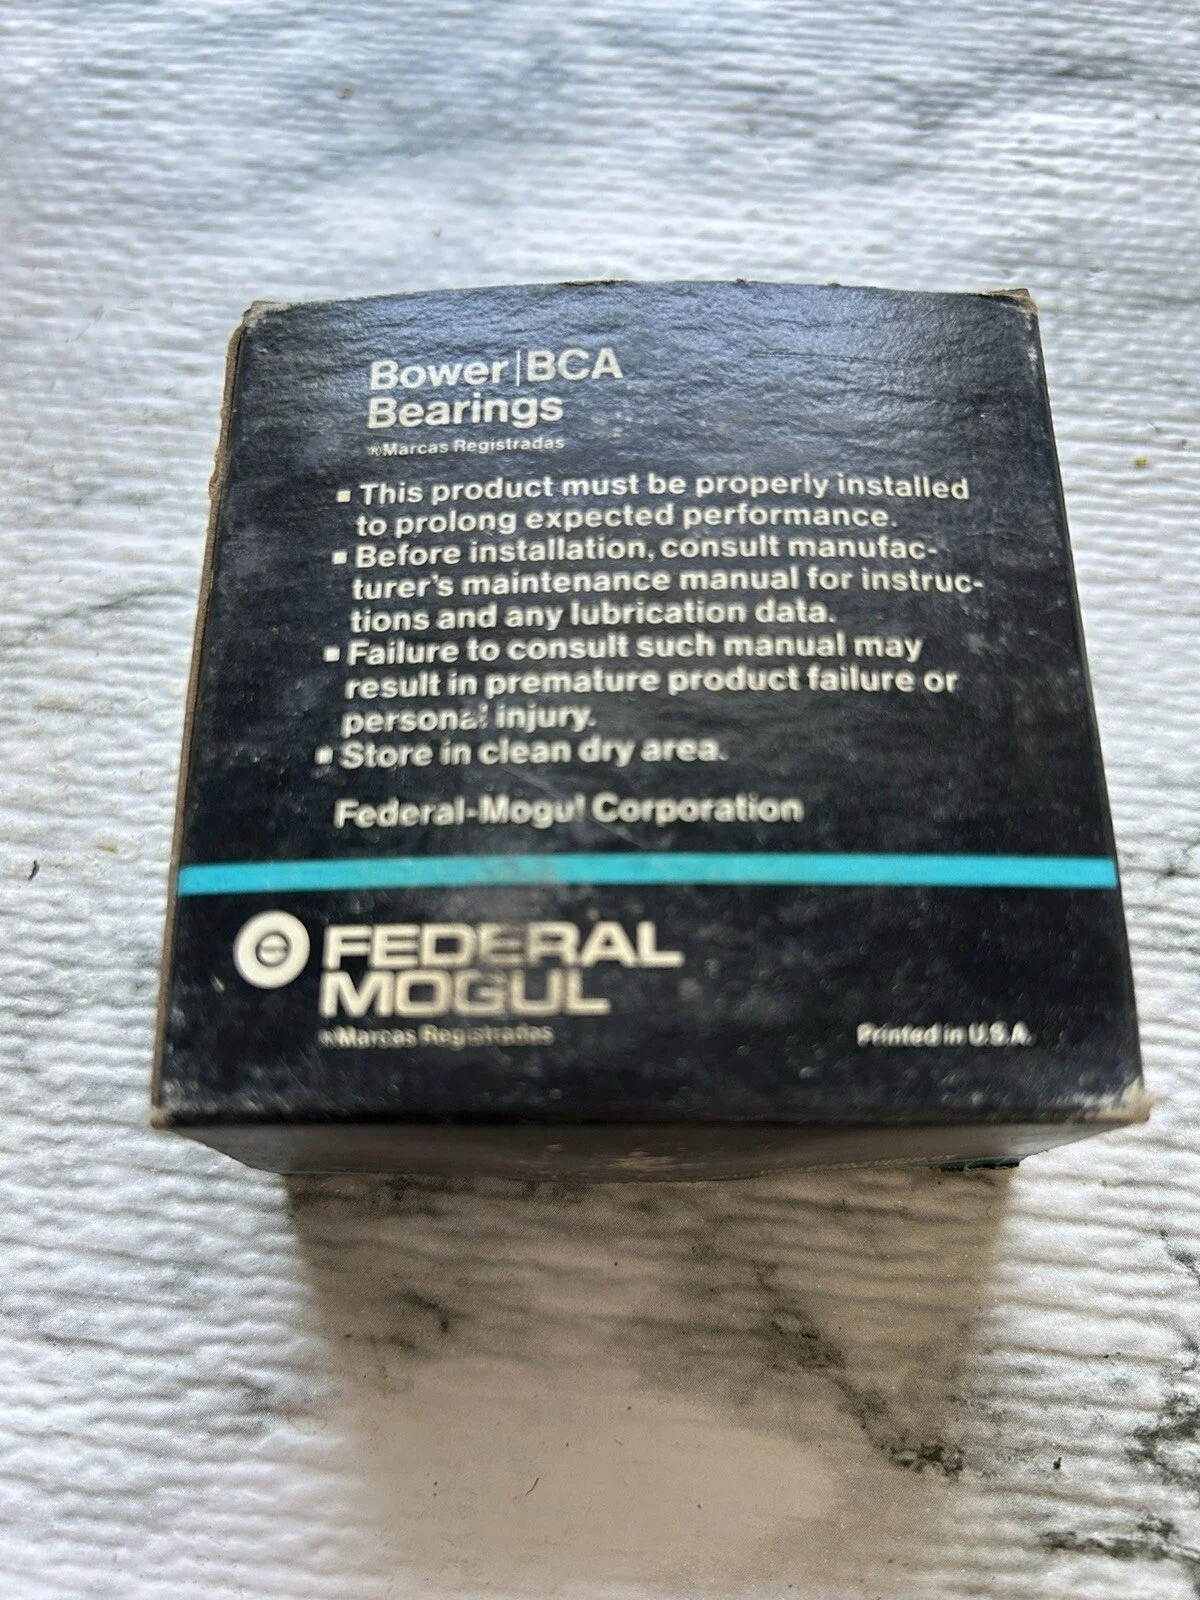 Bower|BCA
Bearings
®Marcas Registradas
▪ This product must be properly installed
to prolong expected performance.
▪ Before installation, consult manufac-
turer's maintenance manual for instruc-
tions and any lubrication data.
▪ Failure to consult such manual may
result in premature product failure or
personal injury.
▪ Store in clean dry area.
Federal-Mogul Corporation
FEDERAL
MOGUL
®Marcas Registradas
Printed in U.S.A.